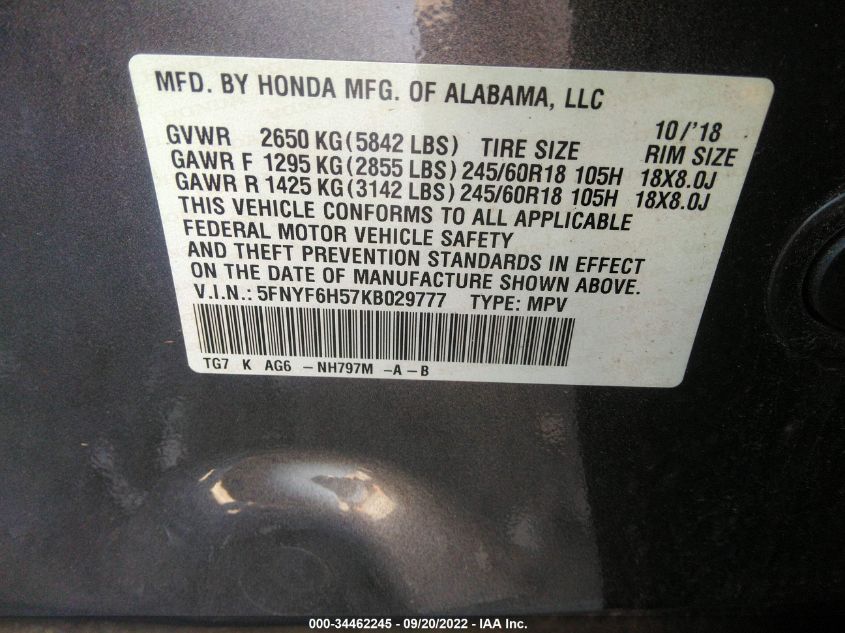 MFD. BY HONDA MFG. OF ALABAMA, LLC
10/'18
GVWR 2650 KG(5842 LBS) TIRE SIZE RIM SIZE
GAWR F 1295 KG(2855 LBS) 245/60R18 105H 18X8.0J
GAWR R 1425 KG(3142 LBS) 245/60R18 105H 18X8.0J
THIS VEHICLE CONFORMS TO ALL APPLICABLE
FEDERAL MOTOR VEHICLE SAFETY
AND THEFT PREVENTION STANDARDS IN EFFECT
ON THE DATE OF MANUFACTURE SHOWN ABOVE.
V.I.N.: 5FNYF6H57KB029777 TYPE: MPV
TG7 K AG6 -NH797M -A-B
000-34462245 - 09/20/2022 - IAA Inc.